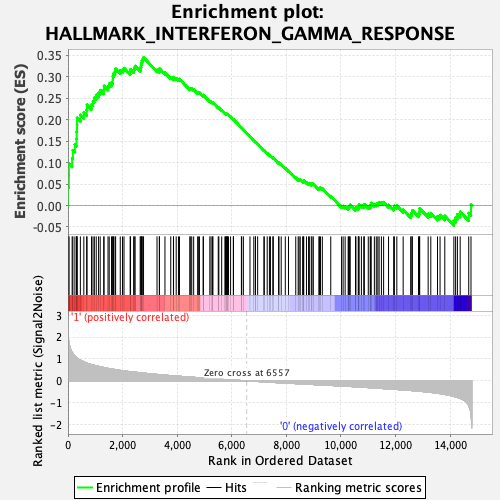 Enrichment plot:
HALLMARK_INTERFERON_GAMMA_RESPONSE
Enrichment score (ES)
0.35
0.30
0.25
0.20
0.15
0.10
0.05
0.00
-0.05
'1' (positively correlated)
Ranked list metric (Signal2Noise)
3
2
1
0
-1
-2
Zero cross at 6557
'0' (negatively correlated)
0
2,000
4,000
6,000
8,000
10,000
12,000
14,000
Rank in Ordered Dataset
Enrichment profile
Hits
Ranking metric scores